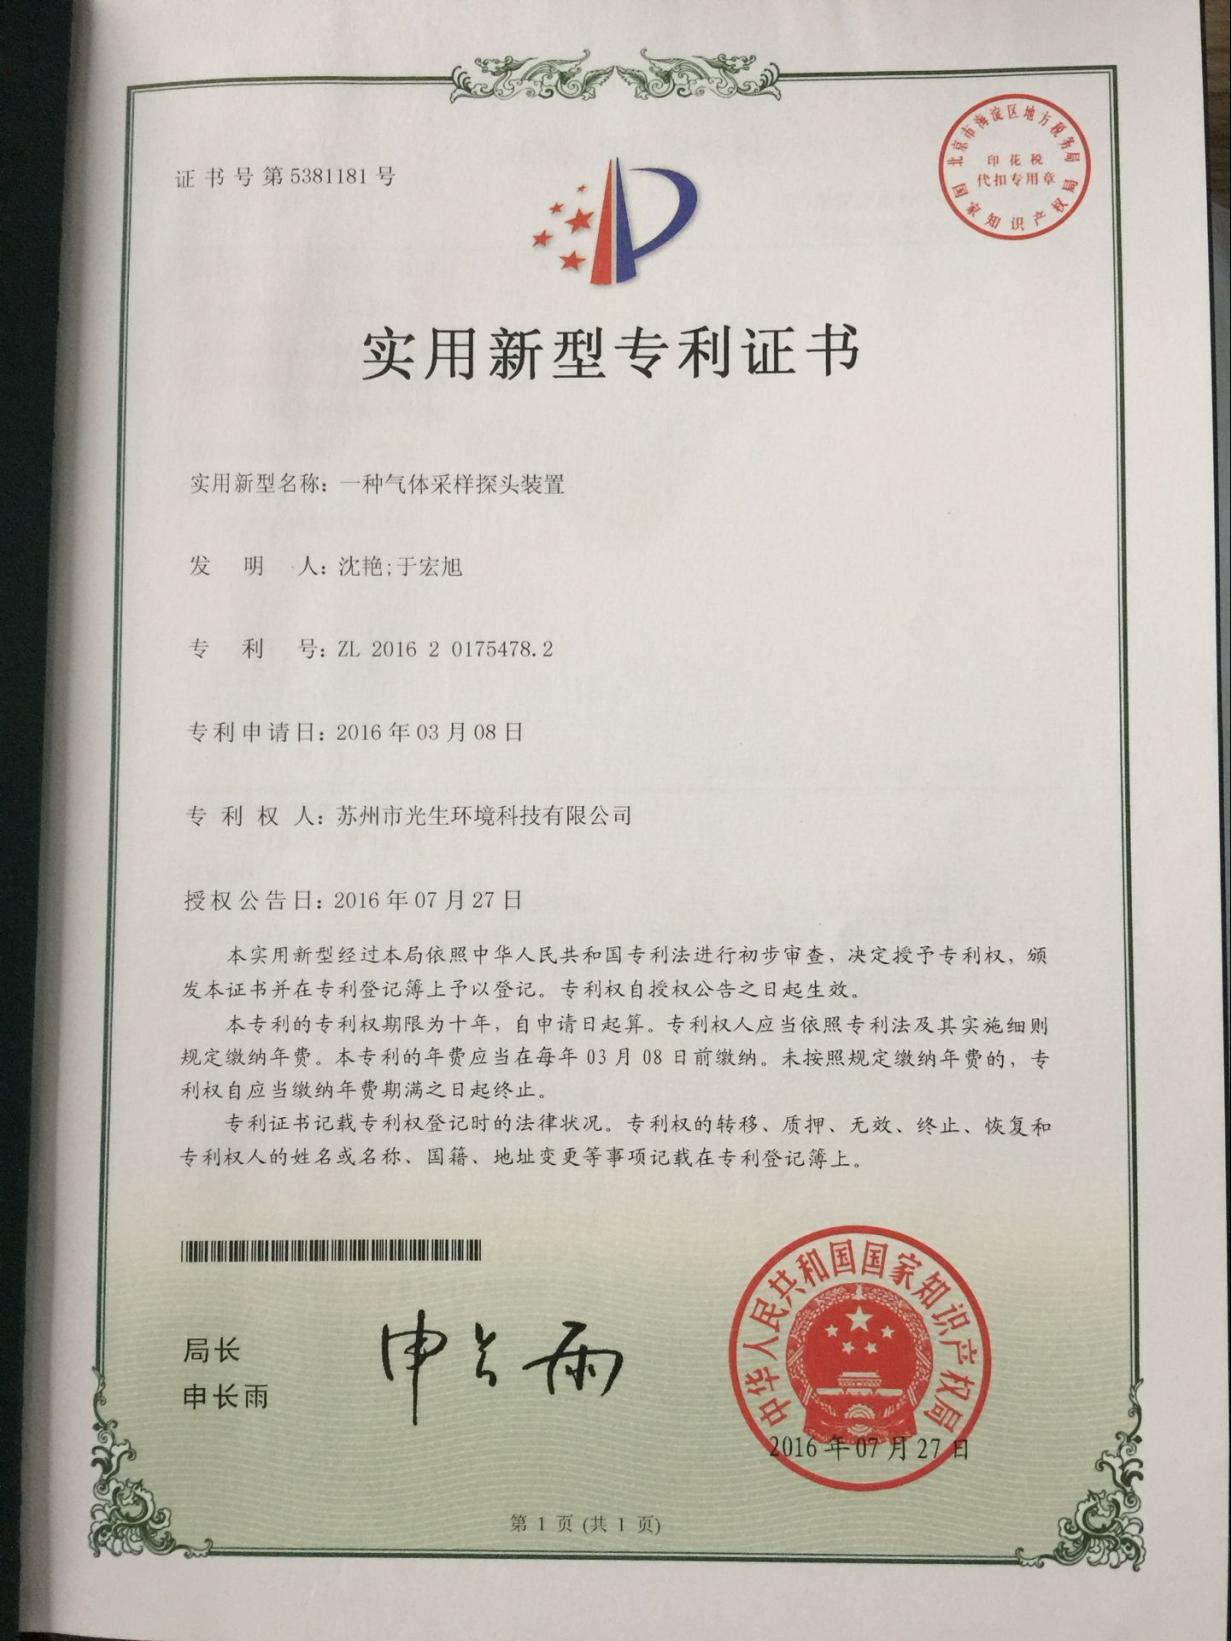 证书号第5381181号
北京市海淀区地方税务局
印花税
代扣专用章
国家知识产权局
实用新型专利证书
实用新型名称：一种气体采样探头装置
发明人：沈艳;于宏旭
专利号：ZL 2016 2 0175478.2
专利申请日：2016年03月08日
专利权人：苏州市光生环境科技有限公司
授权公告日：2016年07月27日
本实用新型经过本局依照中华人民共和国专利法进行初步审查，决定授予专利权，颁
发本证书并在专利登记簿上予以登记。专利权自授权公告之日起生效。
本专利的专利权期限为十年，自申请日起算。专利权人应当依照专利法及其实施细则
规定缴纳年费。本专利的年费应当在每年03月08日前缴纳。未按照规定缴纳年费的，专
利权自应当缴纳年费期满之日起终止。
专利证书记载专利权登记时的法律状况。专利权的转移、质押、无效、终止、恢复和
专利权人的姓名或名称、国籍、地址变更等事项记载在专利登记簿上。
局长
申长雨
申长雨
中华人民共和国国家知识产权局
2016年07月27日
第1页(共1页)